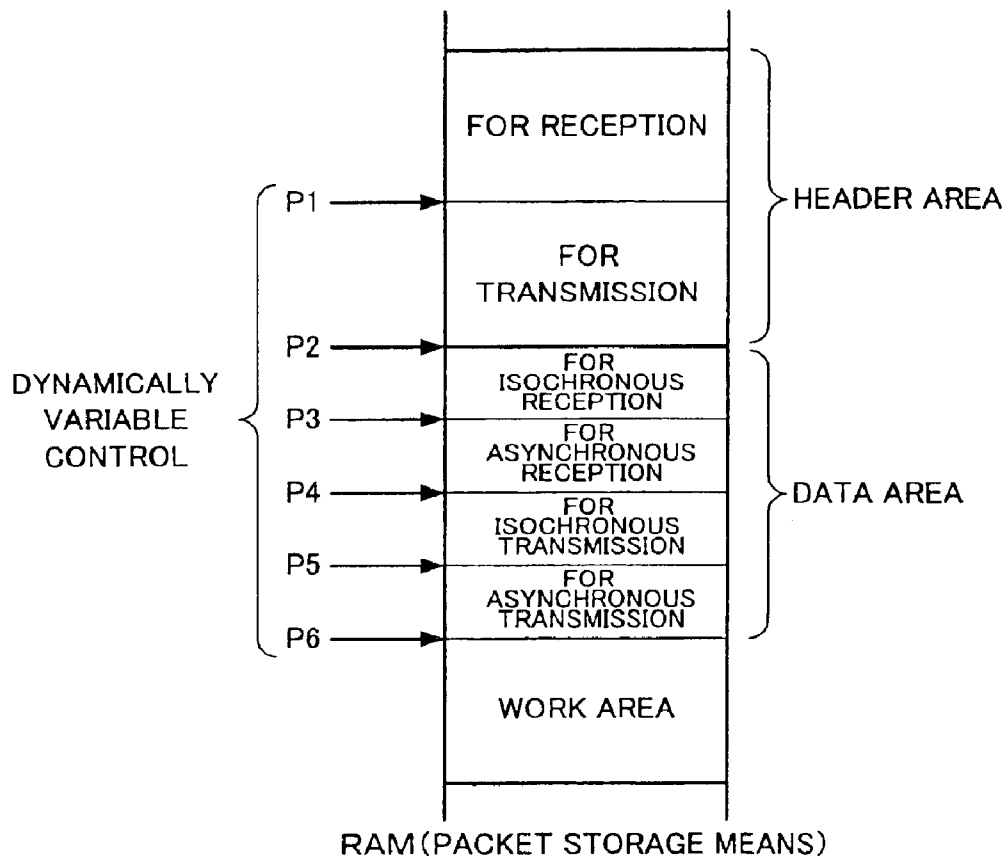 FOR RECEPTION
P1
HEADER AREA
FOR
TRANSMISSION
P2
FOR
ISOCHRONOUS
RECEPTION
DYNAMICALLY
VARIABLE
CONTROL
P3
FOR
ASYNCHRONOUS
RECEPTION
P4
DATA AREA
FOR
ISOCHRONOUS
TRANSMISSION
P5
FOR
ASYNCHRONOUS
TRANSMISSION
P6
WORK AREA
RAM(PACKET STORAGE MEANS)